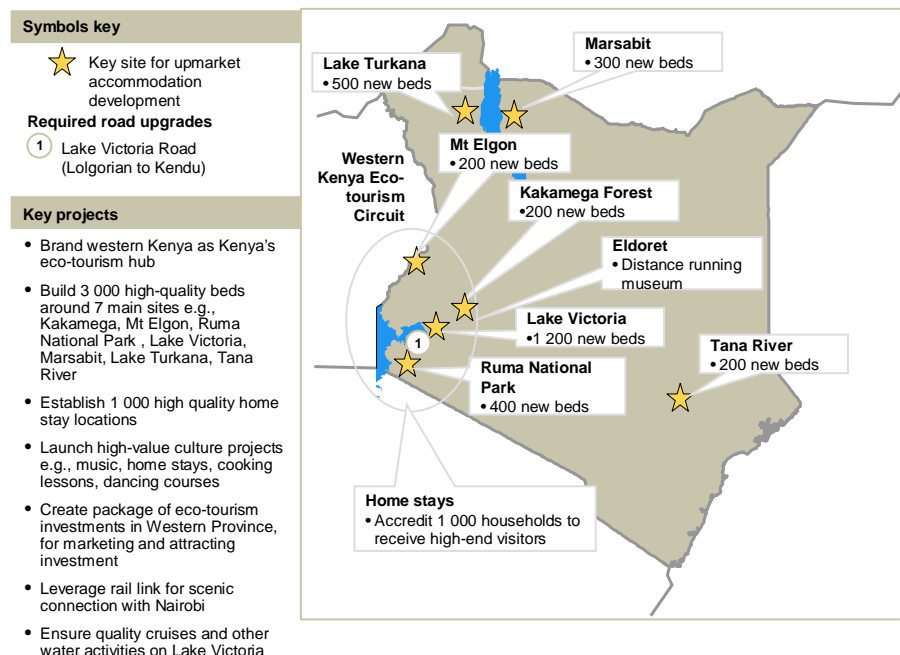 Symbols key
Key site for upmarket
accommodation
development
Required road upgrades
1
Lake Victoria Road
(Lolgorian to Kendu)
Key projects
• Brand western Kenya as Kenya's
eco-tourism hub
• Build 3 000 high-quality beds
around 7 main sites e.g.,
Kakamega, Mt Elgon, Ruma
National Park , Lake Victoria,
Marsabit, Lake Turkana, Tana
River
• Establish 1 000 high quality home
stay locations
• Launch high-value culture projects
e.g., music, home stays, cooking
lessons, dancing courses
• Create package of eco-tourism
investments in Western Province,
for marketing and attracting
investment
• Leverage rail link for scenic
connection with Nairobi
• Ensure quality cruises and other
water activities on Lake Victoria
Lake Turkana
• 500 new beds
Marsabit
• 300 new beds
Mt Elgon
• 200 new beds
Western
Kenya Eco-
tourism
Circuit
Kakamega Forest
•200 new beds
Eldoret
• Distance running
museum
Lake Victoria
•1 200 new beds
1
Tana River
• 200 new beds
Ruma National
Park
• 400 new beds
Home stays
• Accredit 1 000 households to
receive high-end visitors